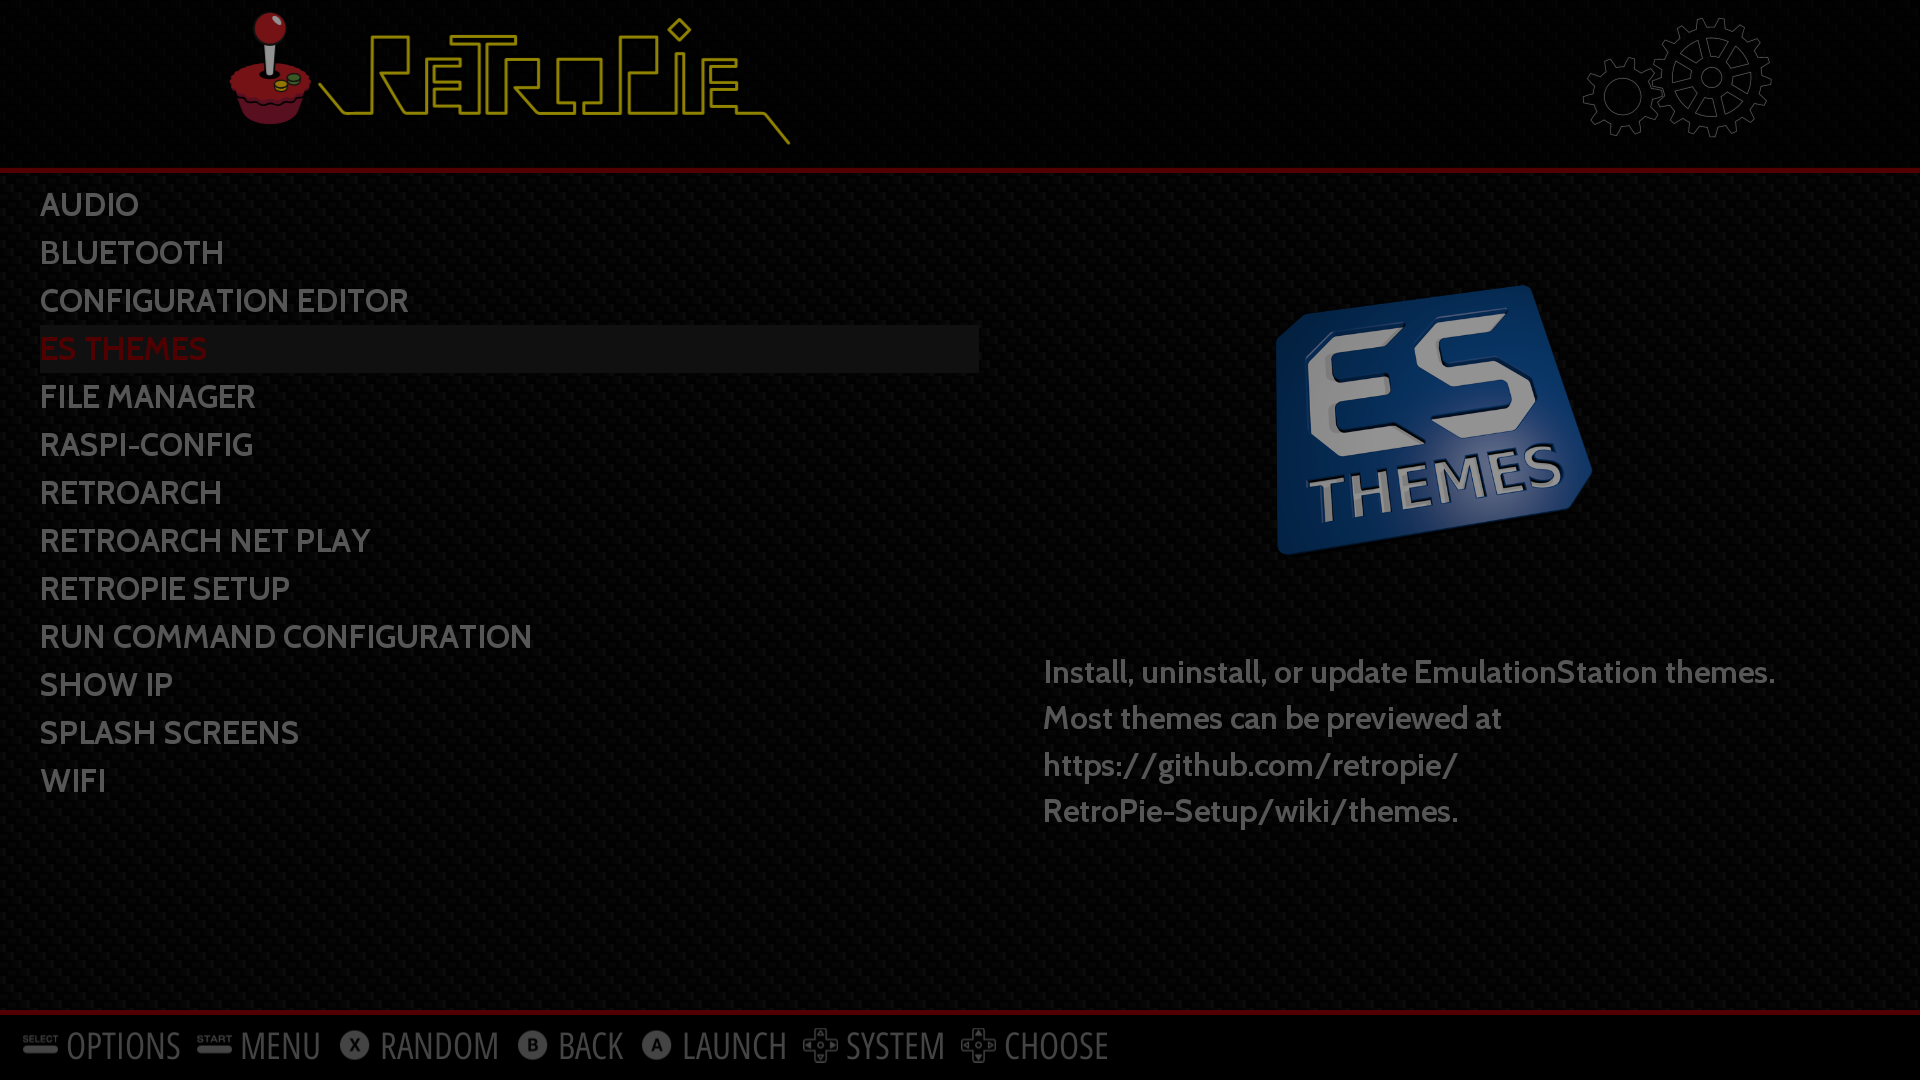 RETROPIE
AUDIO
BLUETOOTH
CONFIGURATION EDITOR
ES THEMES
FILE MANAGER
RASPI-CONFIG
RETROARCH
RETROARCH NET PLAY
RETROPIE SETUP
RUN COMMAND CONFIGURATION
SHOW IP
SPLASH SCREENS
WIFI
ES
THEMES
Install, uninstall, or update EmulationStation themes.
Most themes can be previewed at
https://github.com/retropie/
RetroPie-Setup/wiki/themes.
SELECT OPTIONS START MENU X RANDOM B BACK A LAUNCH SYSTEM CHOOSE